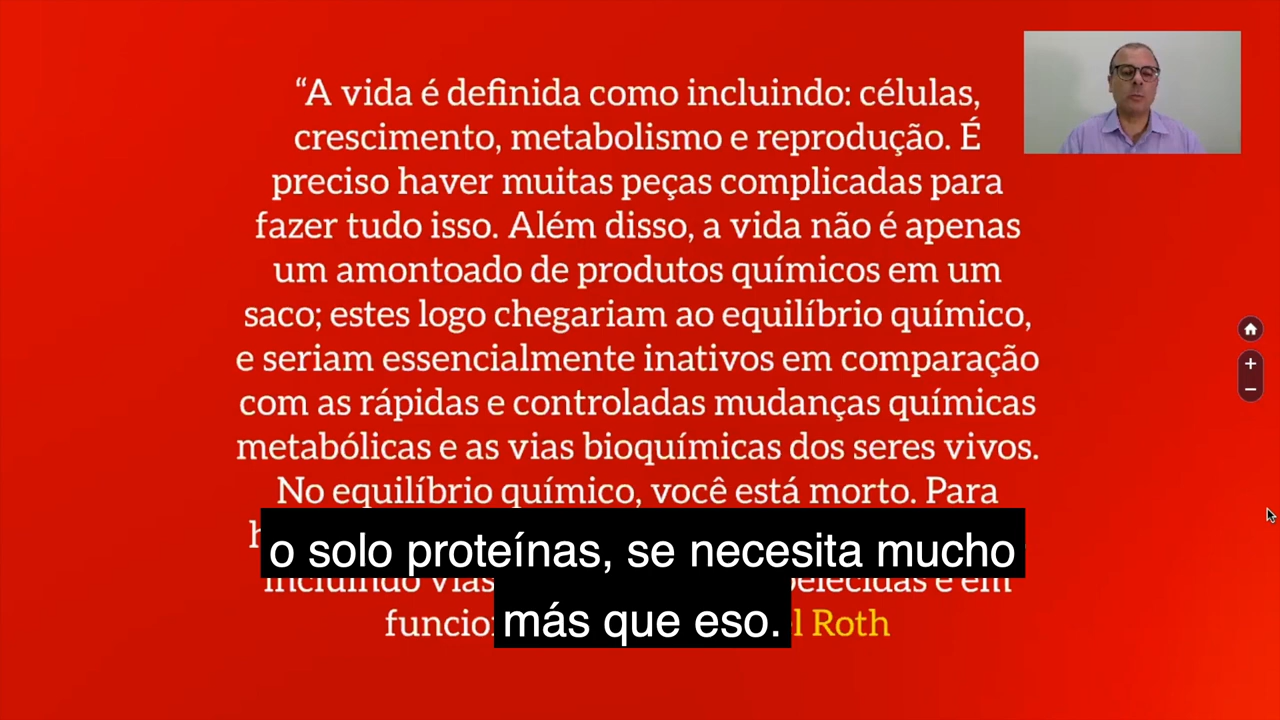 “A vida é definida como incluindo: células,
crescimento, metabolismo e reprodução. É
preciso haver muitas peças complicadas para
fazer tudo isso. Além disso, a vida não é apenas
um amontoado de produtos químicos em um
saco; estes logo chegariam ao equilíbrio químico,
e seriam essencialmente inativos em comparação
com as rápidas e controladas mudanças químicas
metabólicas e as vias bioquímicas dos seres vivos.
No equilíbrio químico, você está morto. Para
o solo proteínas, se necesita mucho
incluindo e em
más que eso.
Roth